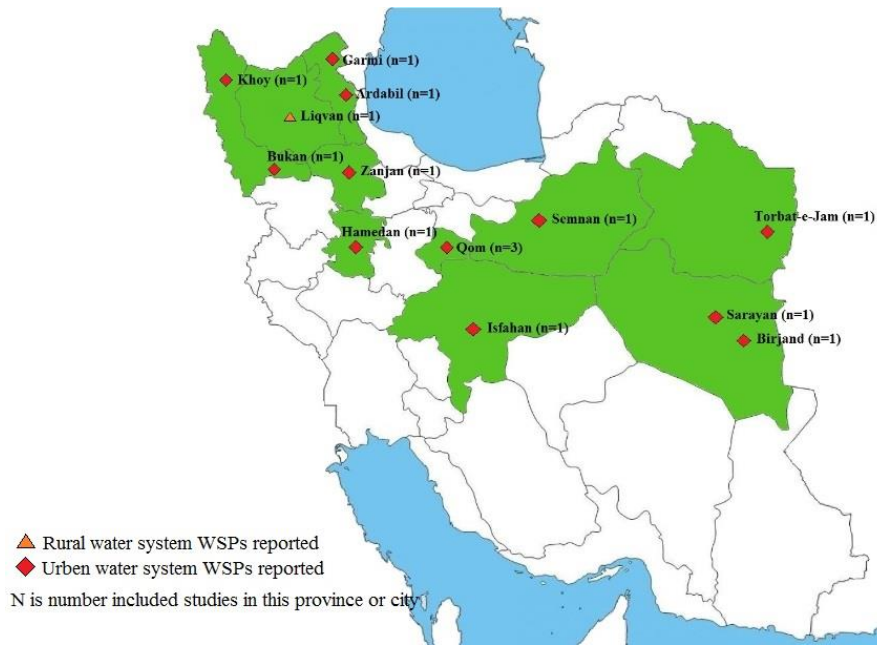 Garmi (n=1)
Khoy (n=1)
Ardabil (n=1)
Liqvan (n=1)
Bukan (n=1)
Zanjan (n=1)
Torbat-e-Jam (n=1)
Semnan (n=1)
Hamedan (n=1)
Qom (n=3)
Sarayan (n=1)
Isfahan (n=1)
Birjand (n=1)
Rural water system WSPs reported
Urben water system WSPs reported
N is number included studies in this province or city